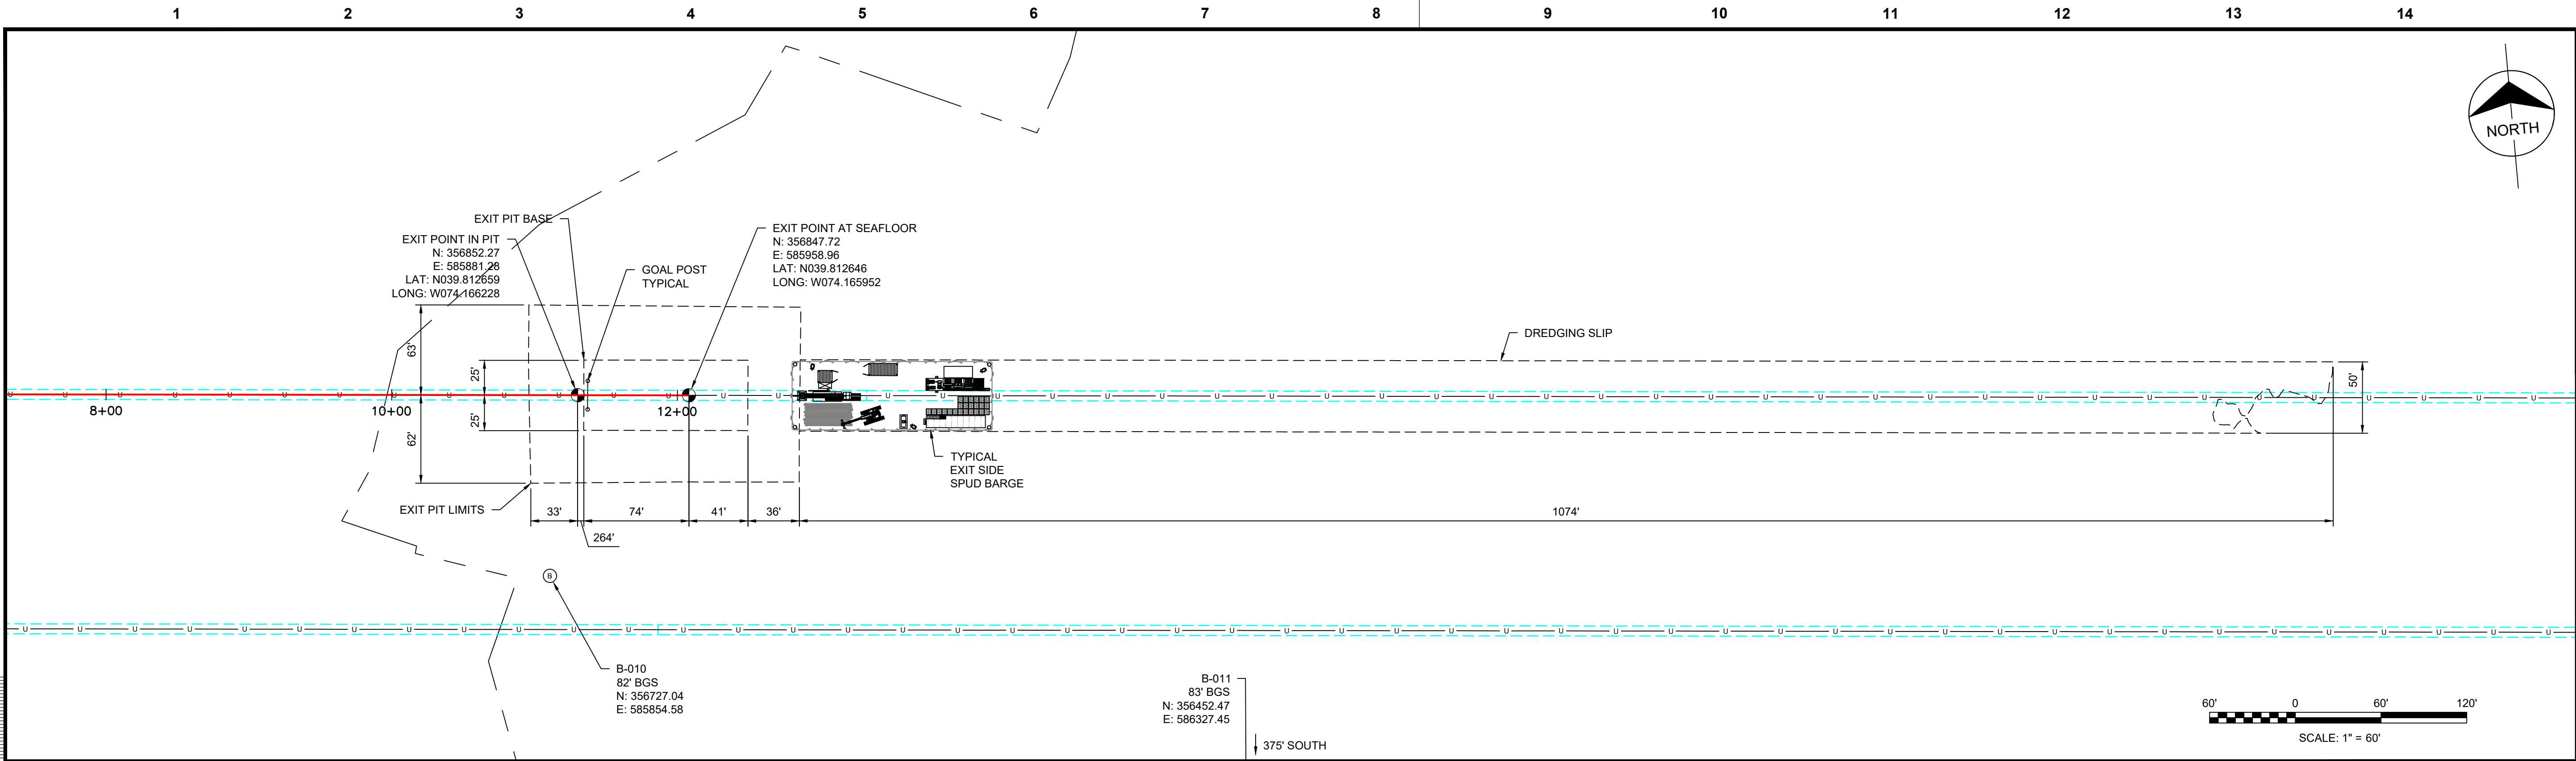 1 2 3 4 5 6 7 8 9 10 11 12 13 14
NORTH
EXIT PIT BASE
EXIT POINT IN PIT
N: 356852.27
E: 585881.28
LAT: N039.812659
LONG: W074.166228
GOAL POST
TYPICAL
EXIT POINT AT SEAFLOOR
N: 356847.72
E: 585958.96
LAT: N039.812646
LONG: W074.165952
DREDGING SLIP
63'
62'
25'
25'
50'
8+00
10+00
12+00
TYPICAL
EXIT SIDE
SPUD BARGE
EXIT PIT LIMITS
33'
74'
41'
36'
1074'
264'
B
B-010
82' BGS
N: 356727.04
E: 585854.58
B-011
83' BGS
N: 356452.47
E: 586327.45
375' SOUTH
60' 0 60' 120'
SCALE: 1" = 60'